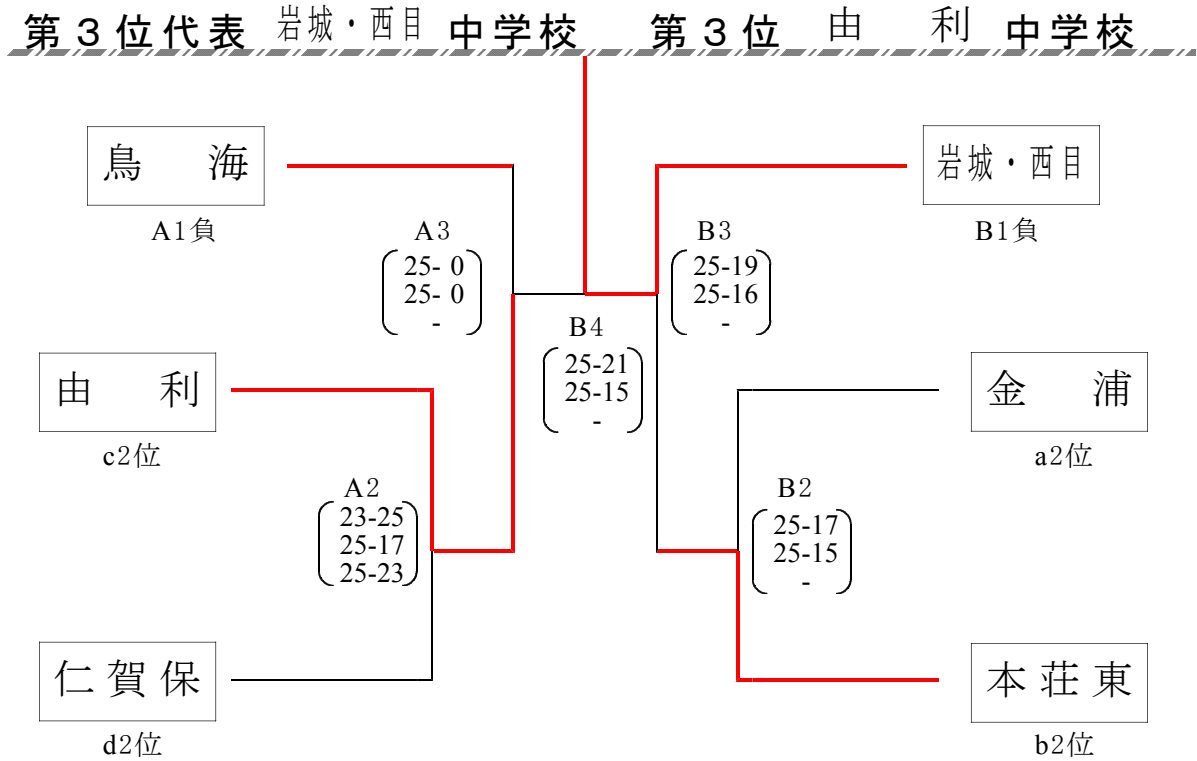 第３位代表 岩城・西目 中学校 第３位 由 利 中学校
鳥 海
A1負
岩城・西目
B1負
A3
25- 0
25- 0
-
B3
25-19
25-16
-
B4
25-21
25-15
-
由 利
c2位
金 浦
a2位
A2
23-25
25-17
25-23
B2
25-17
25-15
-
仁賀保
d2位
本荘東
b2位